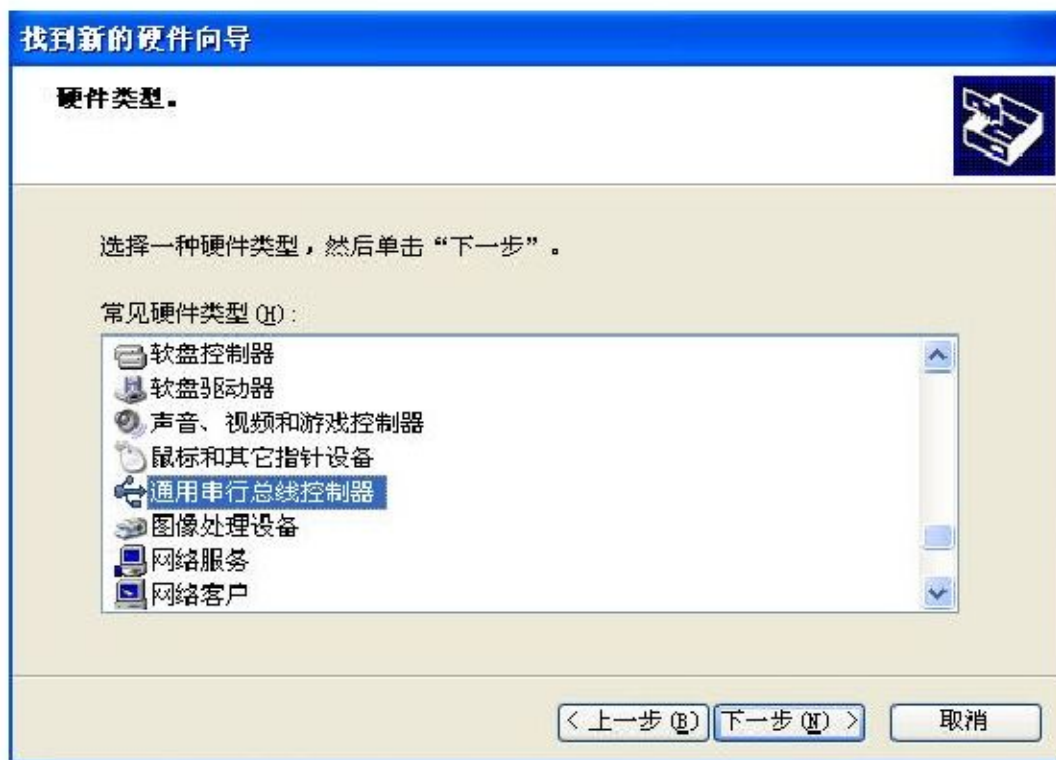 找到新的硬件向导
硬件类型。
选择一种硬件类型，然后单击“下一步”。
常见硬件类型(H):
软盘控制器
软盘驱动器
声音、视频和游戏控制器
鼠标和其它指针设备
通用串行总线控制器
图像处理设备
网络服务
网络客户
< 上一步(B) 下一步(N) > 取消